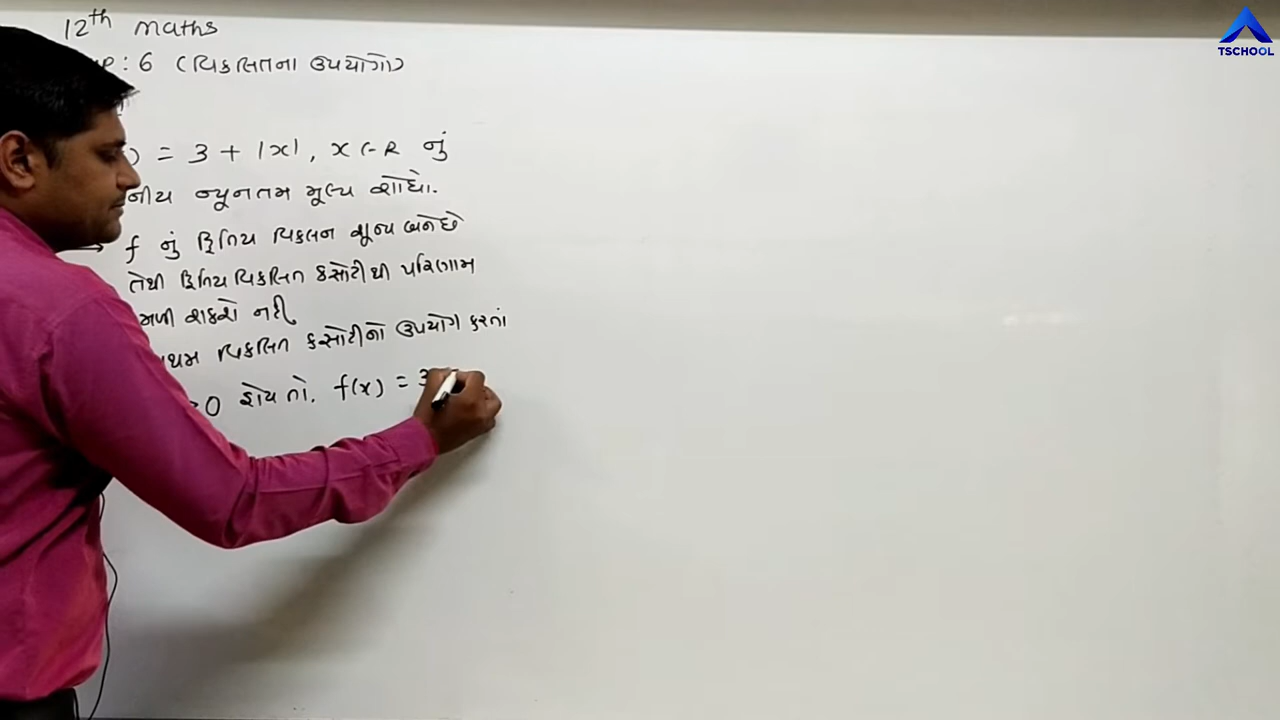 12th Maths
: 6 (વિકલિતના ઉપયોગો)
) = 3 + |x|, x ∈ R નું
નીય ન્યૂનતમ મૂલ્ય શોધો.
→ f નું દ્વિતિય વિકલન શૂન્ય બને છે
તેથી દ્વિતિય વિકલિત કસોટીથી પરિણામ
મળી શકશે નહીં
થમ વિકલિત કસોટીનો ઉપયોગ કરતાં
0 હોય તો. f(x) = 3
TSCHOOL